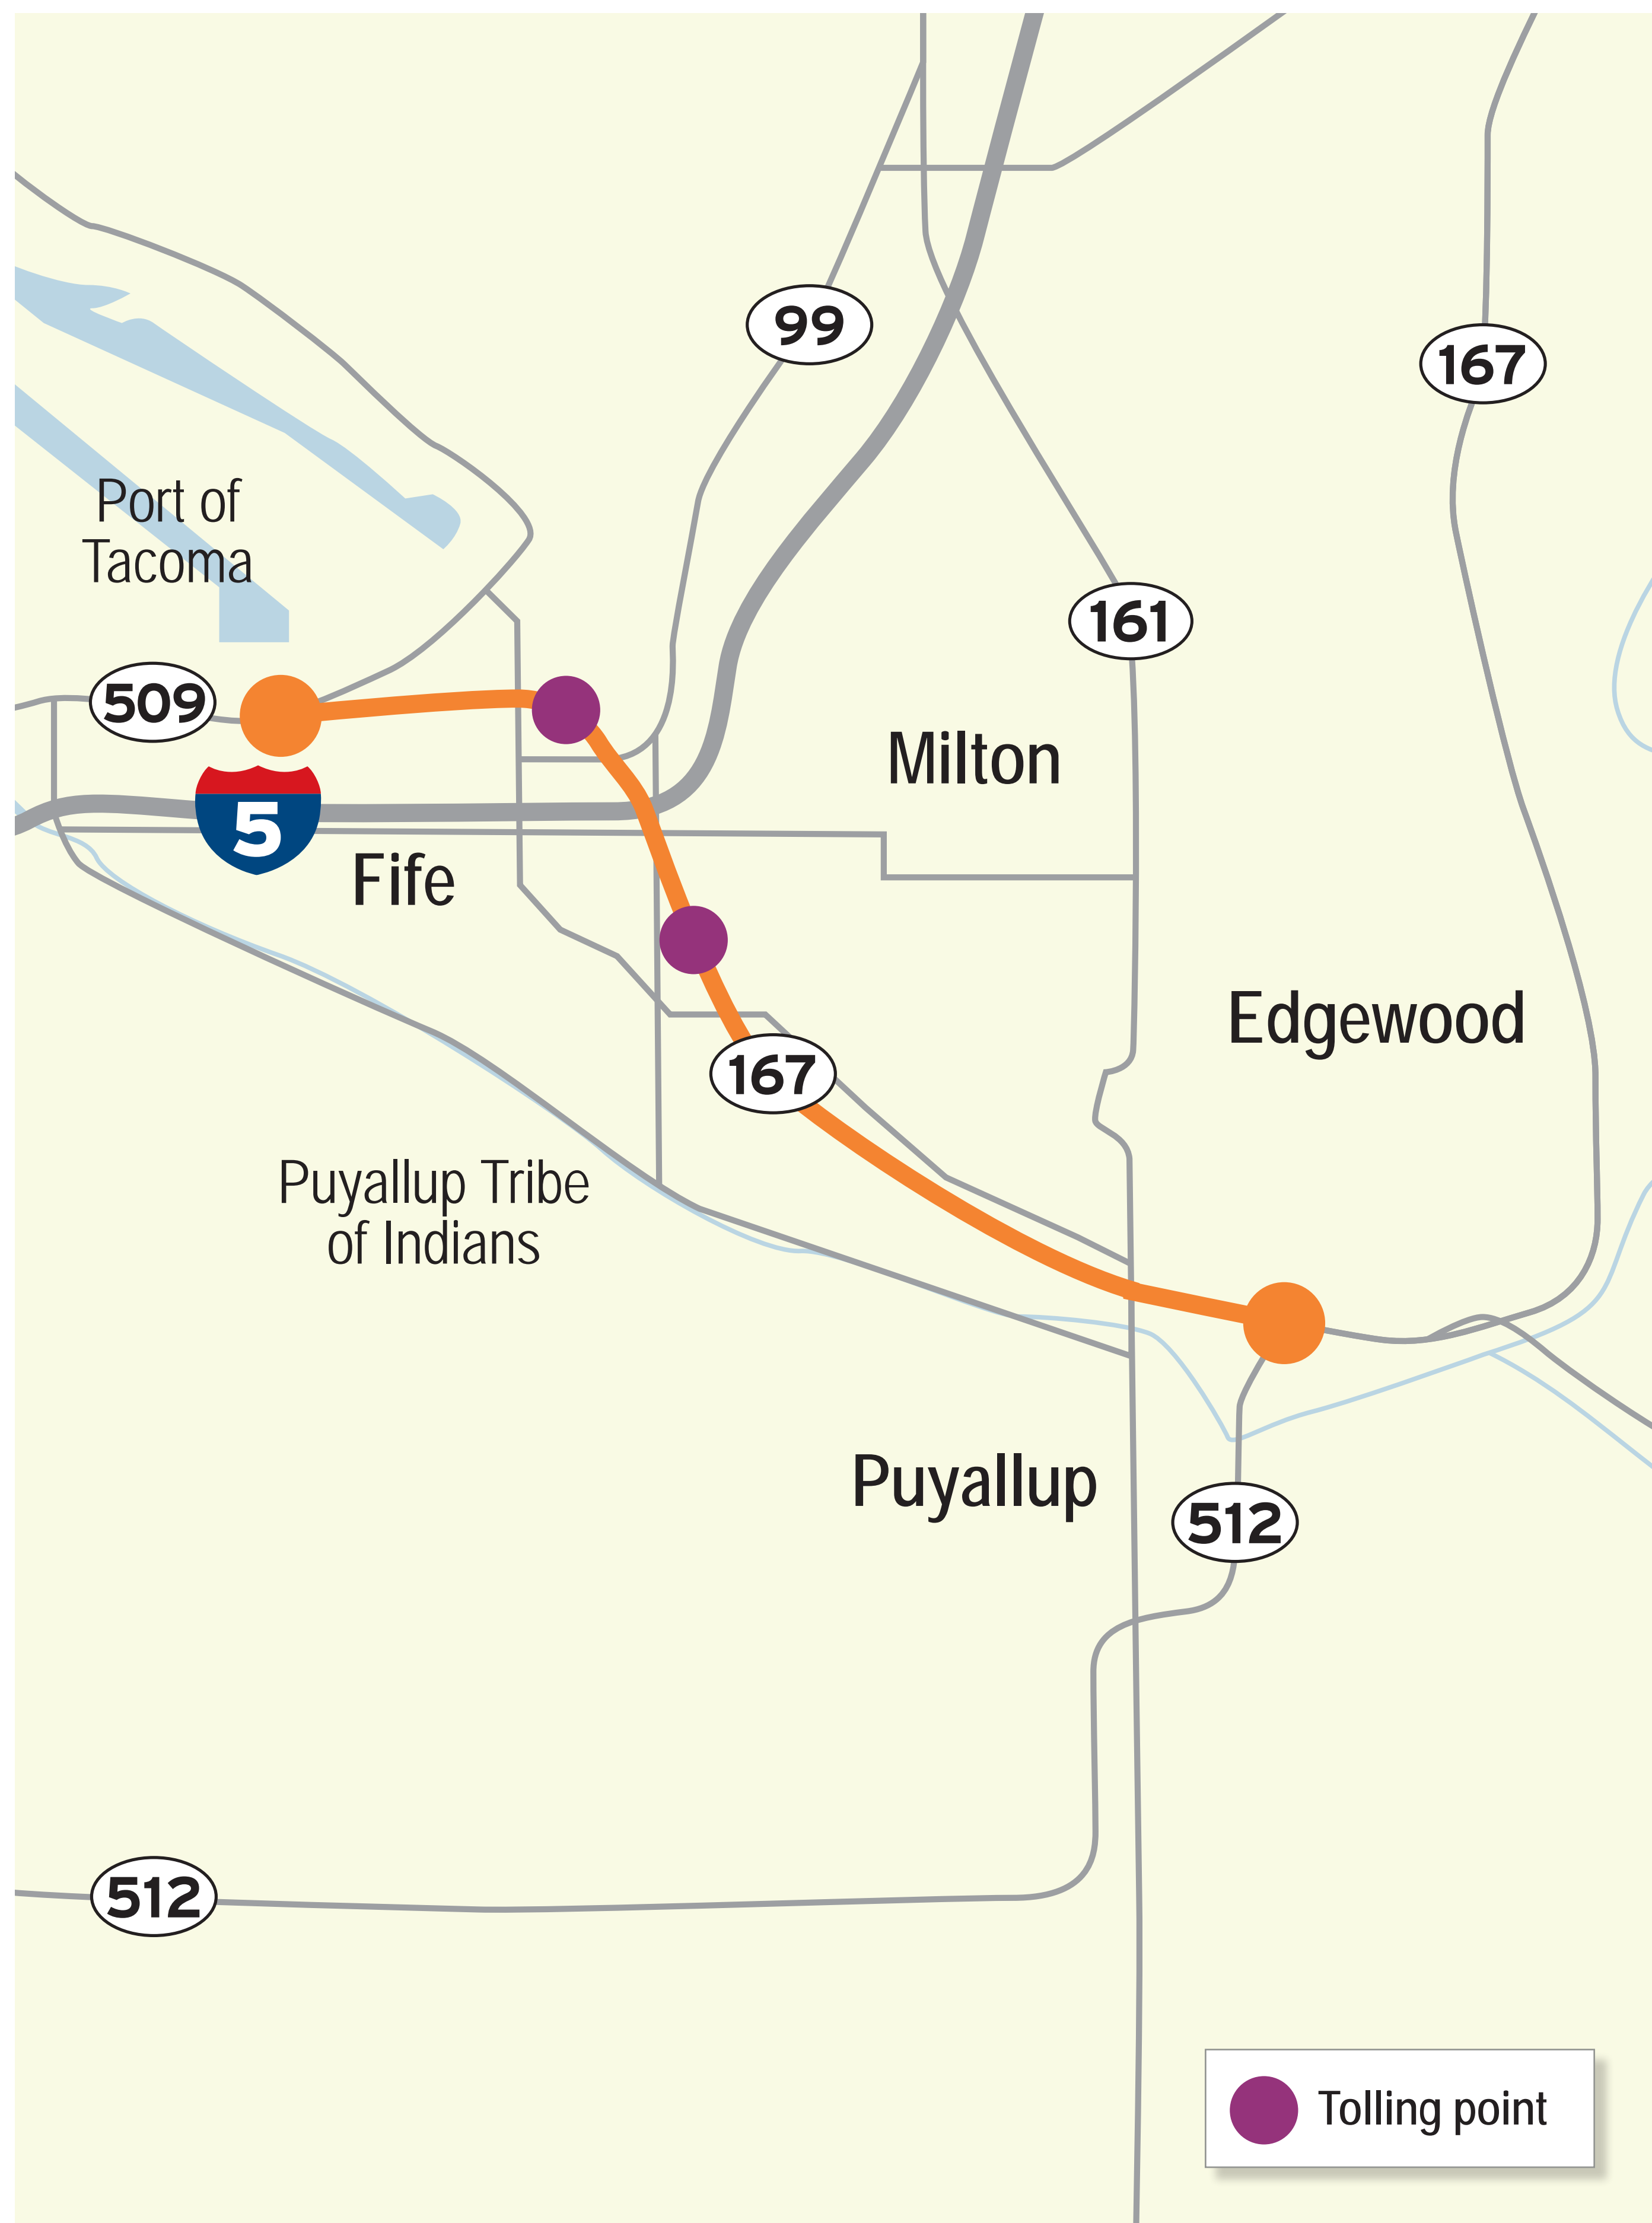 99
167
Port of
Tacoma
161
509
Milton
5
Fife
Edgewood
167
Puyallup Tribe
of Indians
Puyallup
512
512
Tolling point